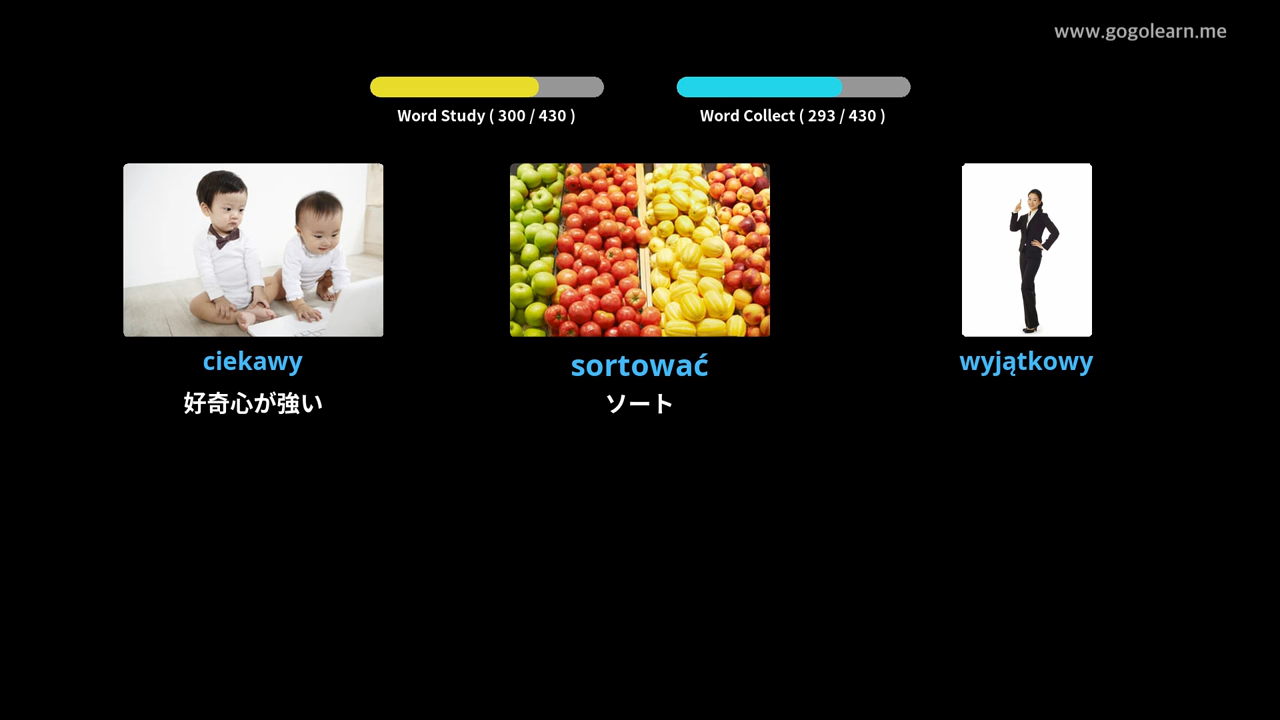 www.gogolearn.me
Word Study ( 300 / 430 )
Word Collect ( 293 / 430 )
ciekawy
sortować
wyjątkowy
好奇心が強い
ソート